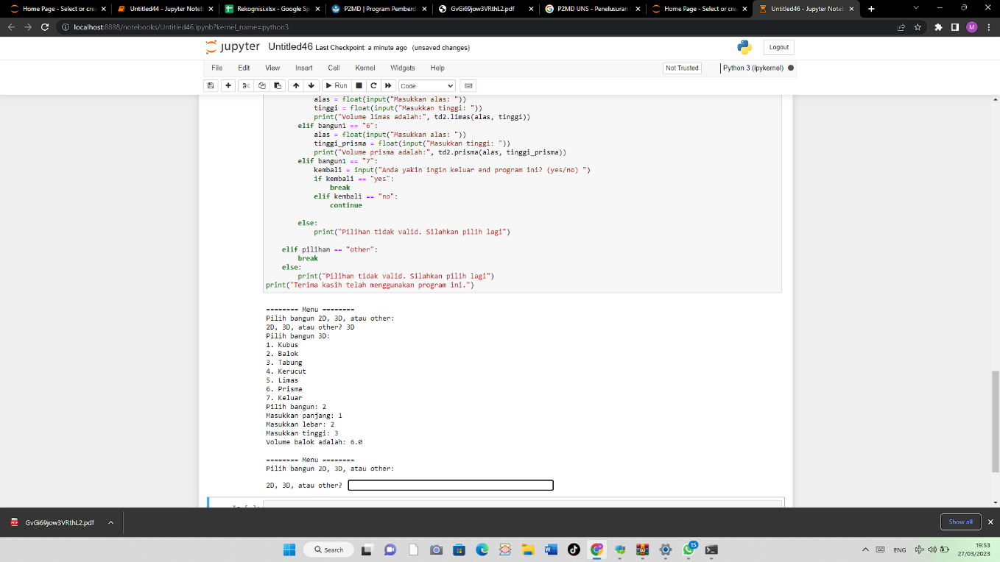 Home Page - Select or cre
Untitled44 - Jupyter Noteb
Rekognisi.xlsx - Google Sp
P2MD | Program Pemberd
GvGi69jow3VRthL2.pdf
P2MD UNS - Penelusuran
Home Page - Select or cre
Untitled46 - Jupyter Noteb
localhost:8888/notebooks/Untitled46.ipynb?kernel_name=python3
M
jupyter Untitled46 Last Checkpoint: a minute ago (unsaved changes)
Logout
File Edit View Insert Cell Kernel Widgets Help
Not Trusted
Python 3 (ipykernel)
Run
Code
alas = float(input("Masukkan alas: "))
tinggi = float(input("Masukkan tinggi: "))
print("Volume limas adalah:", td2.limas(alas, tinggi))
elif bangun1 == "6":
alas = float(input("Masukkan alas: "))
tinggi_prisma = float(input("Masukkan tinggi: "))
print("Volume prisma adalah:", td2.prisma(alas, tinggi_prisma))
elif bangun1 == "7":
kembali = input("Anda yakin ingin keluar end program ini? (yes/no) ")
if kembali == "yes":
break
elif kembali == "no":
continue
else:
print("Pilihan tidak valid. Silahkan pilih lagi")
elif pilihan == "other":
break
else:
print("Pilihan tidak valid. Silahkan pilih lagi")
print("Terima kasih telah menggunakan program ini.")
======== Menu ========
Pilih bangun 2D, 3D, atau other:
2D, 3D, atau other? 3D
Pilih bangun 3D:
1. Kubus
2. Balok
3. Tabung
4. Kerucut
5. Limas
6. Prisma
7. Keluar
Pilih bangun: 2
Masukkan panjang: 1
Masukkan lebar: 2
Masukkan tinggi: 3
Volume balok adalah: 6.0
======== Menu ========
Pilih bangun 2D, 3D, atau other:
2D, 3D, atau other?
GvGi69jow3VRthL2.pdf
Show all
Search
15
ENG
19:53
27/03/2023